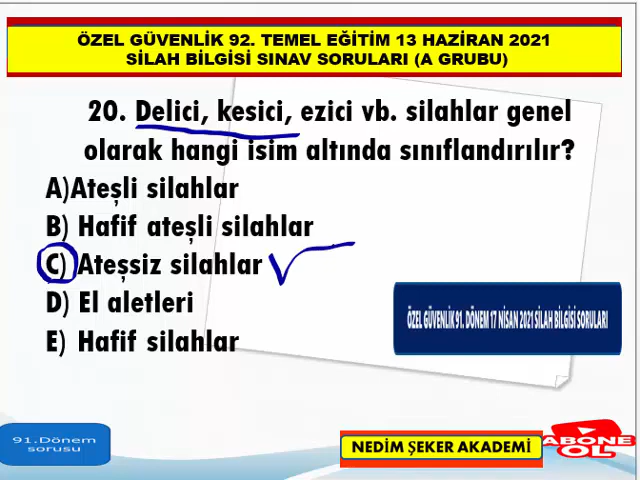 ÖZEL GÜVENLİK 92. TEMEL EĞİTİM 13 HAZİRAN 2021
SİLAH BİLGİSİ SINAV SORULARI (A GRUBU)
20. Delici, kesici, ezici vb. silahlar genel
olarak hangi isim altında sınıflandırılır?
A)Ateşli silahlar
B) Hafif ateşli silahlar
C) Ateşsiz silahlar
D) El aletleri
E) Hafif silahlar
ÖZEL GÜVENLİK 91. DÖNEM 17 NİSAN 2021 SİLAH BİLGİSİ SORULARI
91.Dönem
sorusu
NEDİM ŞEKER AKADEMİ
ABONE
OL